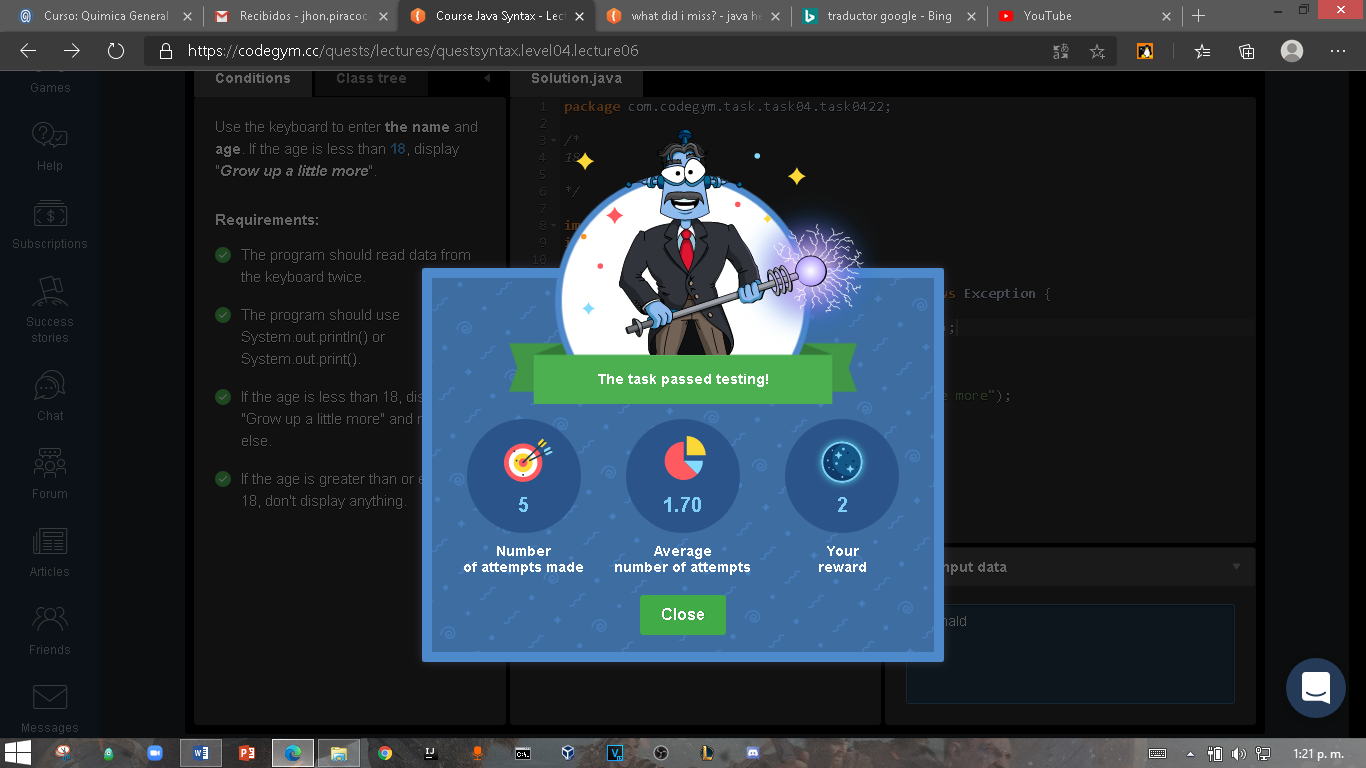 Curso: Quimica General
Recibidos - jhon.piracoc
Course Java Syntax - Lec
what did i miss? - java he
traductor google - Bing
YouTube
https://codegym.cc/quests/lectures/questsyntax.level04.lecture06
Games
Help
Subscriptions
Success
stories
Chat
Forum
Articles
Friends
Messages
Conditions
Class tree
Use the keyboard to enter the name and
age. If the age is less than 18, display
"Grow up a little more".
Requirements:
The program should read data from
the keyboard twice.
The program should use
System.out.println() or
System.out.print().
If the age is less than 18, dis
"Grow up a little more" and n
else.
If the age is greater than or e
18, don't display anything.
Solution.java
1 package com.codegym.task.task04.task0422;
2
3 /*
4 18
5
6 */
7
8 im
9 i
10
s Exception {
;
e more");
The task passed testing!
5
Number
of attempts made
1.70
Average
number of attempts
2
Your
reward
Close
nput data
nald
1:21 p. m.